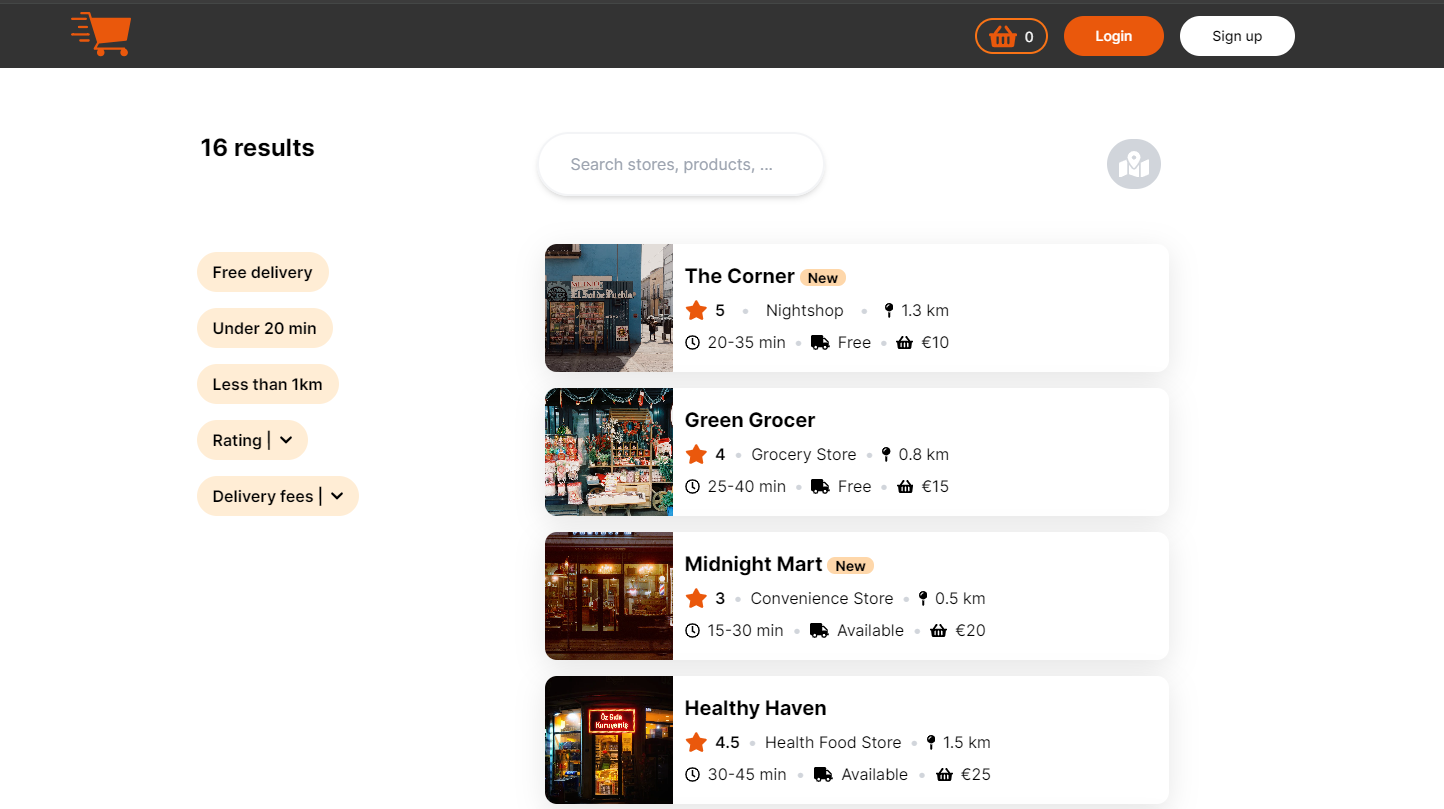 0 Login Sign up
16 results
Search stores, products, ...
Free delivery
Under 20 min
Less than 1km
Rating |
Delivery fees |
The Corner New
5 • Nightshop • 1.3 km
20-35 min • Free • €10
Green Grocer
4 • Grocery Store • 0.8 km
25-40 min • Free • €15
Midnight Mart New
3 • Convenience Store • 0.5 km
15-30 min • Available • €20
Öz Gıda
Kuruyemiş
Healthy Haven
4.5 • Health Food Store • 1.5 km
30-45 min • Available • €25